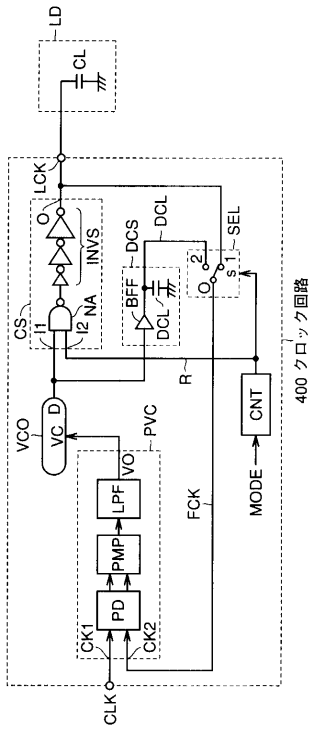 LD
CL
LCK
CS
I1
I2
O
NA
INVS
VCO
VC
D
BFF
DCS
DCL
DCL
SEL
2
O
1
s
R
VO
PVC
LPF
PMP
PD
CK1
CK2
CLK
FCK
CNT
MODE
400 クロック回路